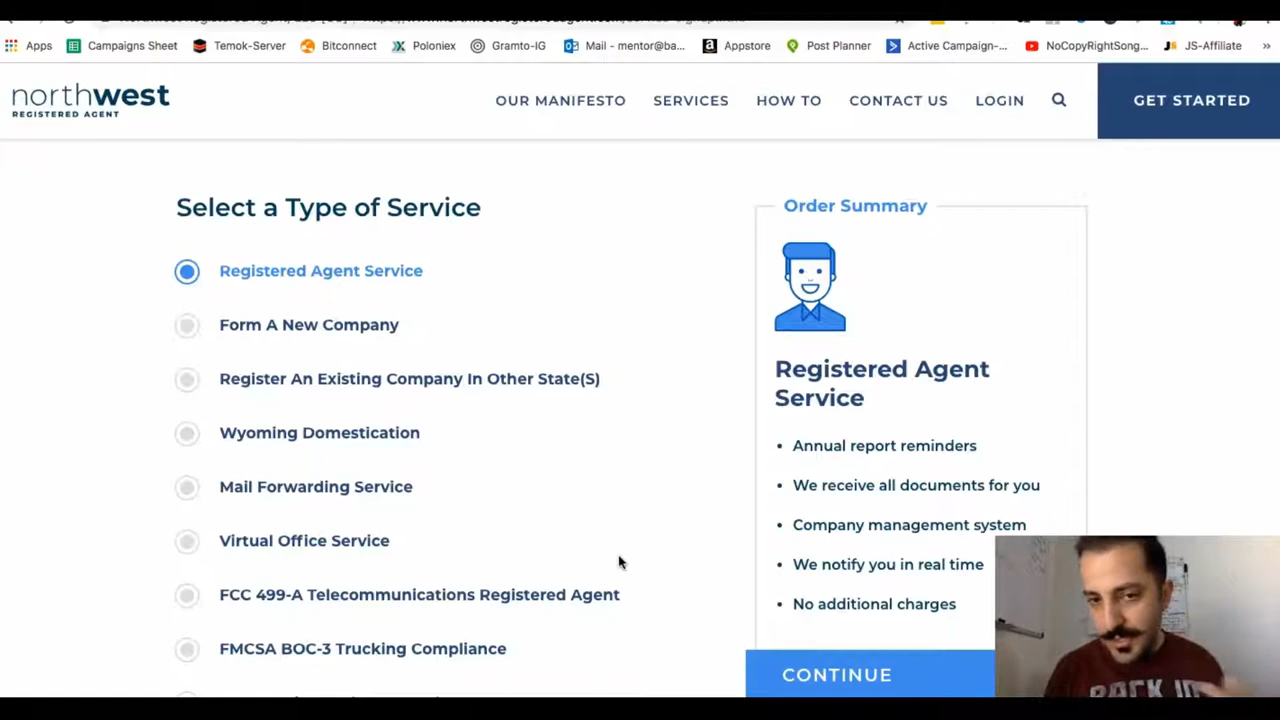 Apps Campaigns Sheet Temok-Server Bitconnect Poloniex Gramto-IG Mail - mentor@ba... Appstore Post Planner Active Campaign-... NoCopyRightSong... JS-Affiliate »
northwest
REGISTERED AGENT
OUR MANIFESTO SERVICES HOW TO CONTACT US LOGIN GET STARTED
Select a Type of Service
Registered Agent Service
Form A New Company
Register An Existing Company In Other State(S)
Wyoming Domestication
Mail Forwarding Service
Virtual Office Service
FCC 499-A Telecommunications Registered Agent
FMCSA BOC-3 Trucking Compliance
Order Summary
Registered Agent
Service
• Annual report reminders
• We receive all documents for you
• Company management system
• We notify you in real time
• No additional charges
CONTINUE
BACK